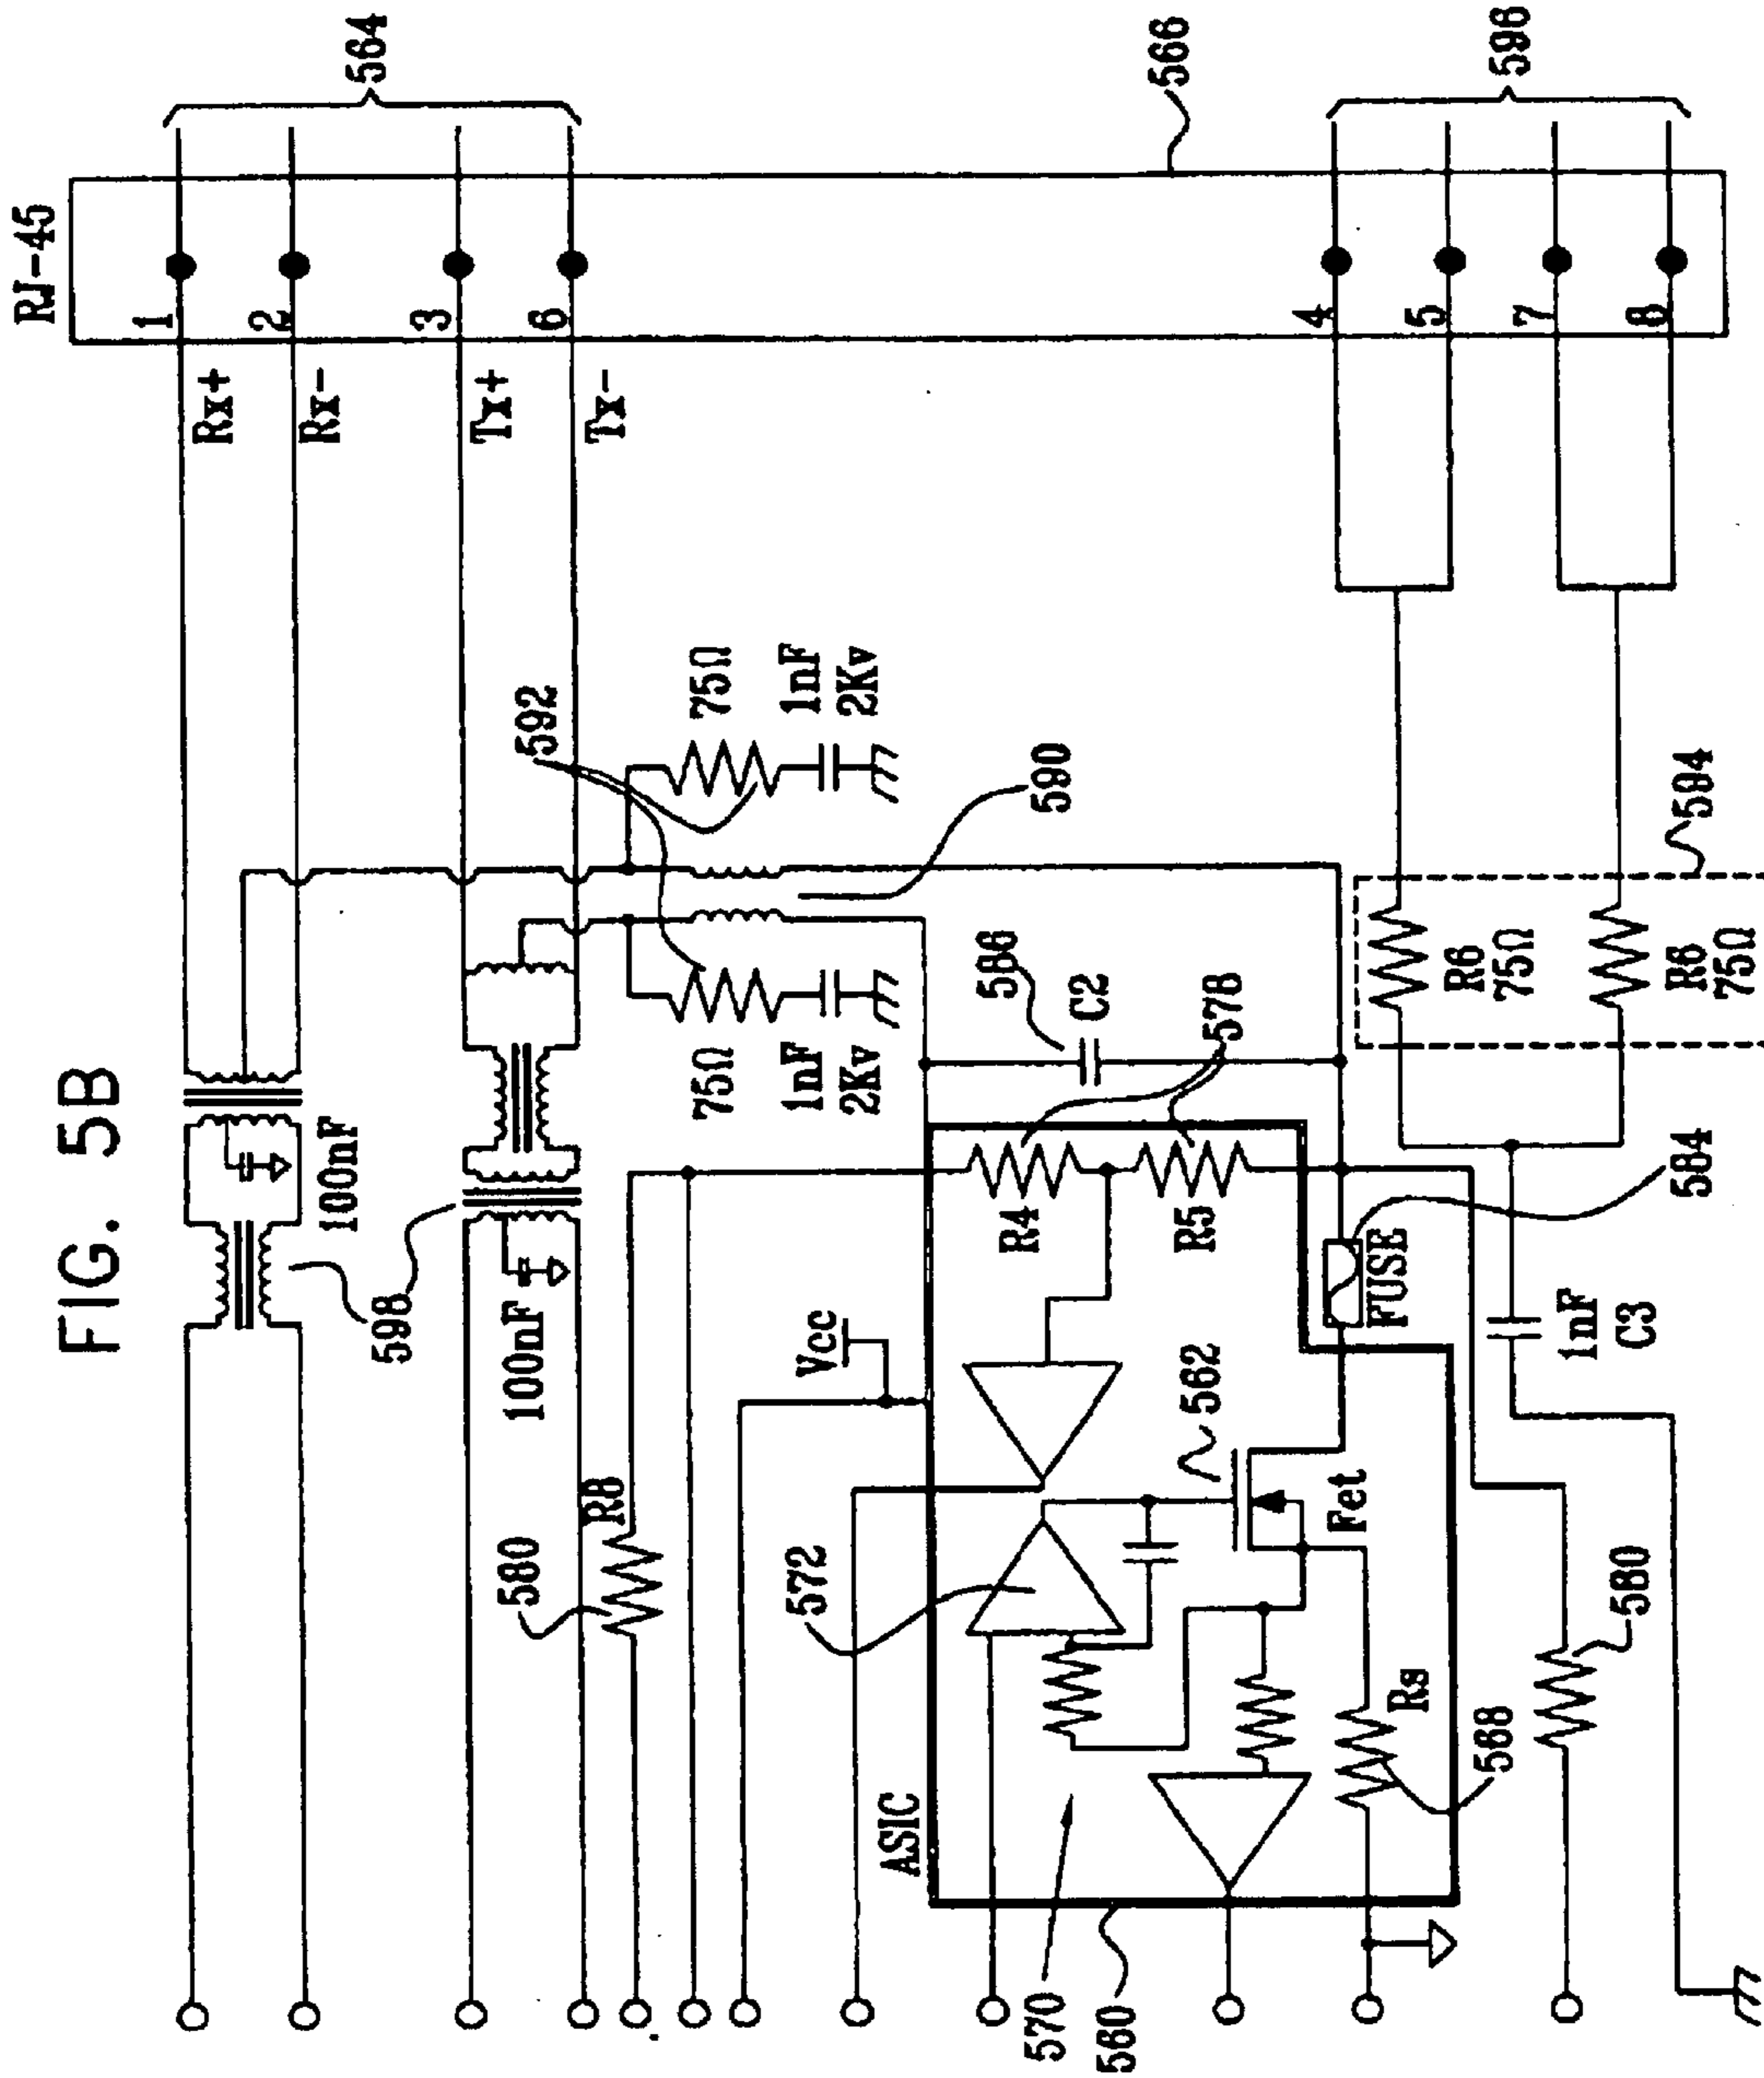 FIG. 5B
RJ-45
1
2
3
6
4
5
7
8
564
566
596
Rx+
Rx-
Tx+
Tx-
592
75Ω
1nF
2Kv
590
75Ω
1nF
2Kv
594
R6
75Ω
R6
75Ω
586
C2
578
584
598
100nF
100nF
R4
R5
FUSE
Vcc
1nF
C3
562
Fet
580
R8
572
ASIC
Rs
580
570
560